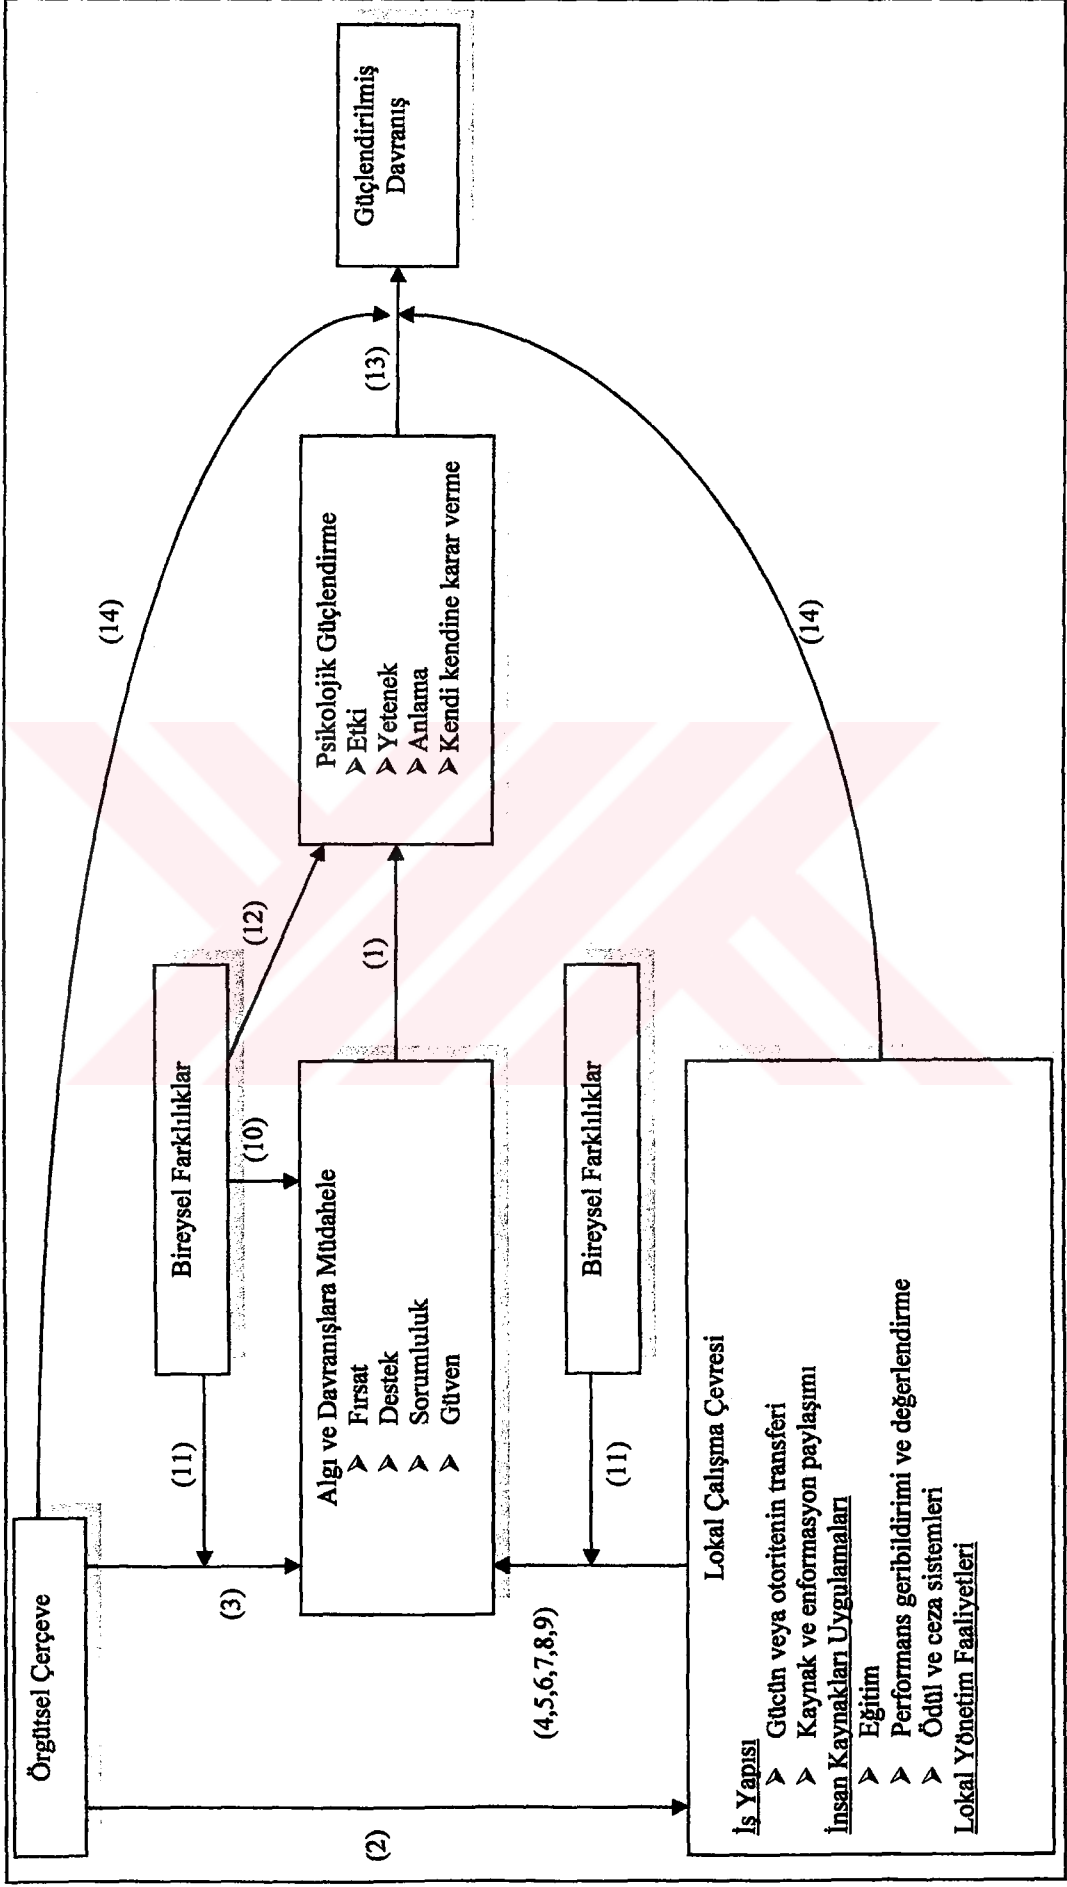 Örgütsel Çerçeve
(2)
(3)
(11)
(14)
Bireysel Farklılıklar
(10)
(12)
Algı ve Davranışlara Müdahele
➢ Fırsat
➢ Destek
➢ Sorumluluk
➢ Güven
(1)
Psikolojik Güçlendirme
➢ Etki
➢ Yetenek
➢ Anlama
➢ Kendi kendine karar verme
(13)
Güçlendirilmiş
Davranış
(4,5,6,7,8,9)
(11)
Bireysel Farklılıklar
(14)
Lokal Çalışma Çevresi
İş Yapısı
➢ Gücün veya otoritenin transferi
➢ Kaynak ve enformasyon paylaşımı
İnsan Kaynakları Uygulamaları
➢ Eğitim
➢ Performans geribildirimi ve değerlendirme
➢ Ödül ve ceza sistemleri
Lokal Yönetim Faaliyetleri